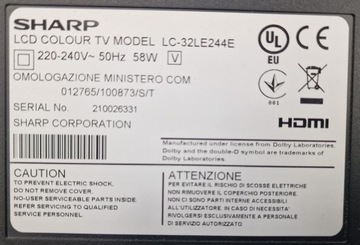 SHARP
LCD COLOUR TV MODEL LC-32LE244E
220-240V~ 50Hz 58W V
OMOLOGAZIONE MINISTERO COM
012765/100873/S/T
SERIAL No. 210026331
SHARP CORPORATION
UL
EU
CE
001
HDMI
Manufactured under license from Dolby Laboratories.
Dolby and the double-D symbol are trademarks of
Dolby Laboratories.
CAUTION
TO PREVENT ELECTRIC SHOCK,
DO NOT REMOVE COVER.
NO-USER SERVICEABLE PARTS INSIDE.
REFER SERVICING TO QUALIFIED
SERVICE PERSONNEL.
ATTENZIONE
PER EVITARE IL RISCHIO DI SCOSSE ELETTRICHE
NON RIMUOVERE IL COPERCHIO POSTERIORE.
NON CI SONO PARTI INTERNE ACCESSIBILI
ALL'UTILIZZATORE. IN CASO DI NECESSITÀ
RIVOLGERSI ESCLUSIVAMENTE A PERSONALE
DI SERVIZIO AUTORIZZATO.